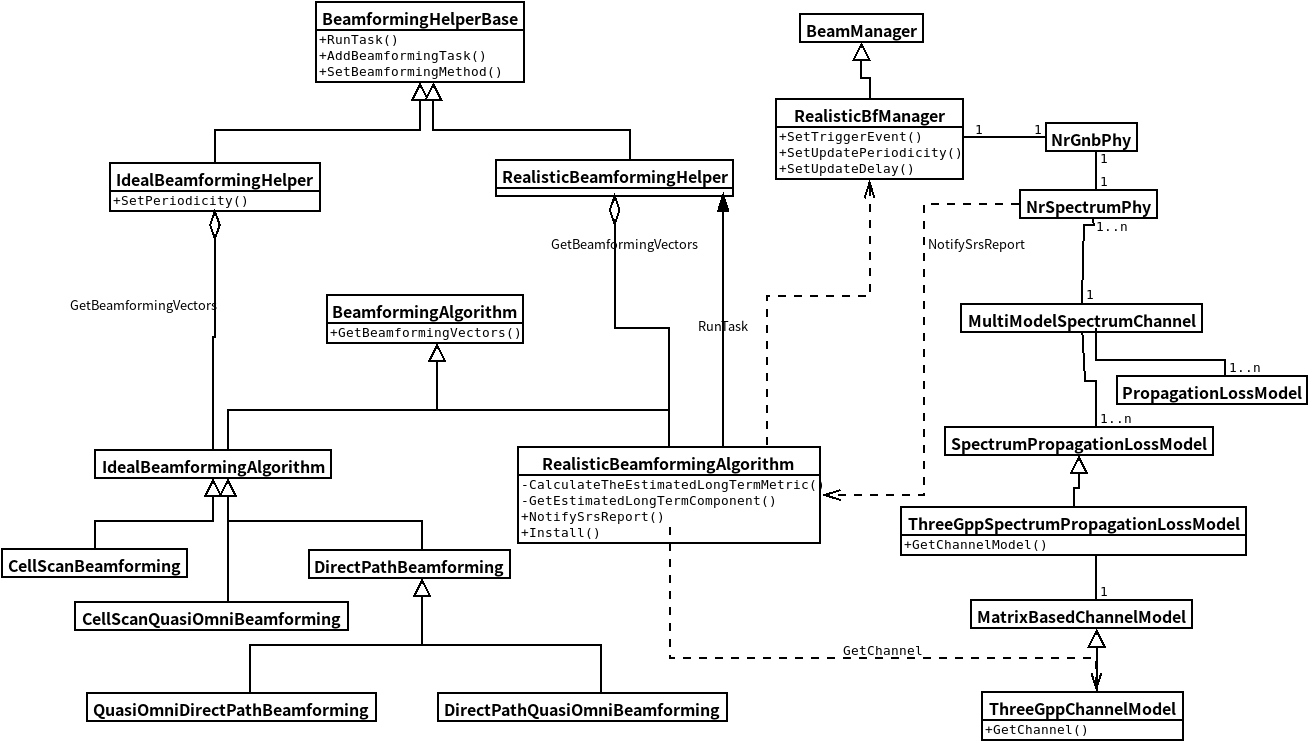 BeamformingHelperBase
+RunTask()
+AddBeamformingTask()
+SetBeamformingMethod()
BeamManager
RealisticBfManager
+SetTriggerEvent()
+SetUpdatePeriodicity()
+SetUpdateDelay()
1
1
NrGnbPhy
1
1
NrSpectrumPhy
1..n
IdealBeamformingHelper
+SetPeriodicity()
RealisticBeamformingHelper
GetBeamformingVectors
NotifySrsReport
GetBeamformingVectors
BeamformingAlgorithm
+GetBeamformingVectors()
RunTask
1
MultiModelSpectrumChannel
1..n
PropagationLossModel
1..n
SpectrumPropagationLossModel
IdealBeamformingAlgorithm
RealisticBeamformingAlgorithm
-CalculateTheEstimatedLongTermMetric()
-GetEstimatedLongTermComponent()
+NotifySrsReport()
+Install()
ThreeGppSpectrumPropagationLossModel
+GetChannelModel()
CellScanBeamforming
DirectPathBeamforming
CellScanQuasiOmniBeamforming
1
MatrixBasedChannelModel
GetChannel
QuasiOmniDirectPathBeamforming
DirectPathQuasiOmniBeamforming
ThreeGppChannelModel
+GetChannel()